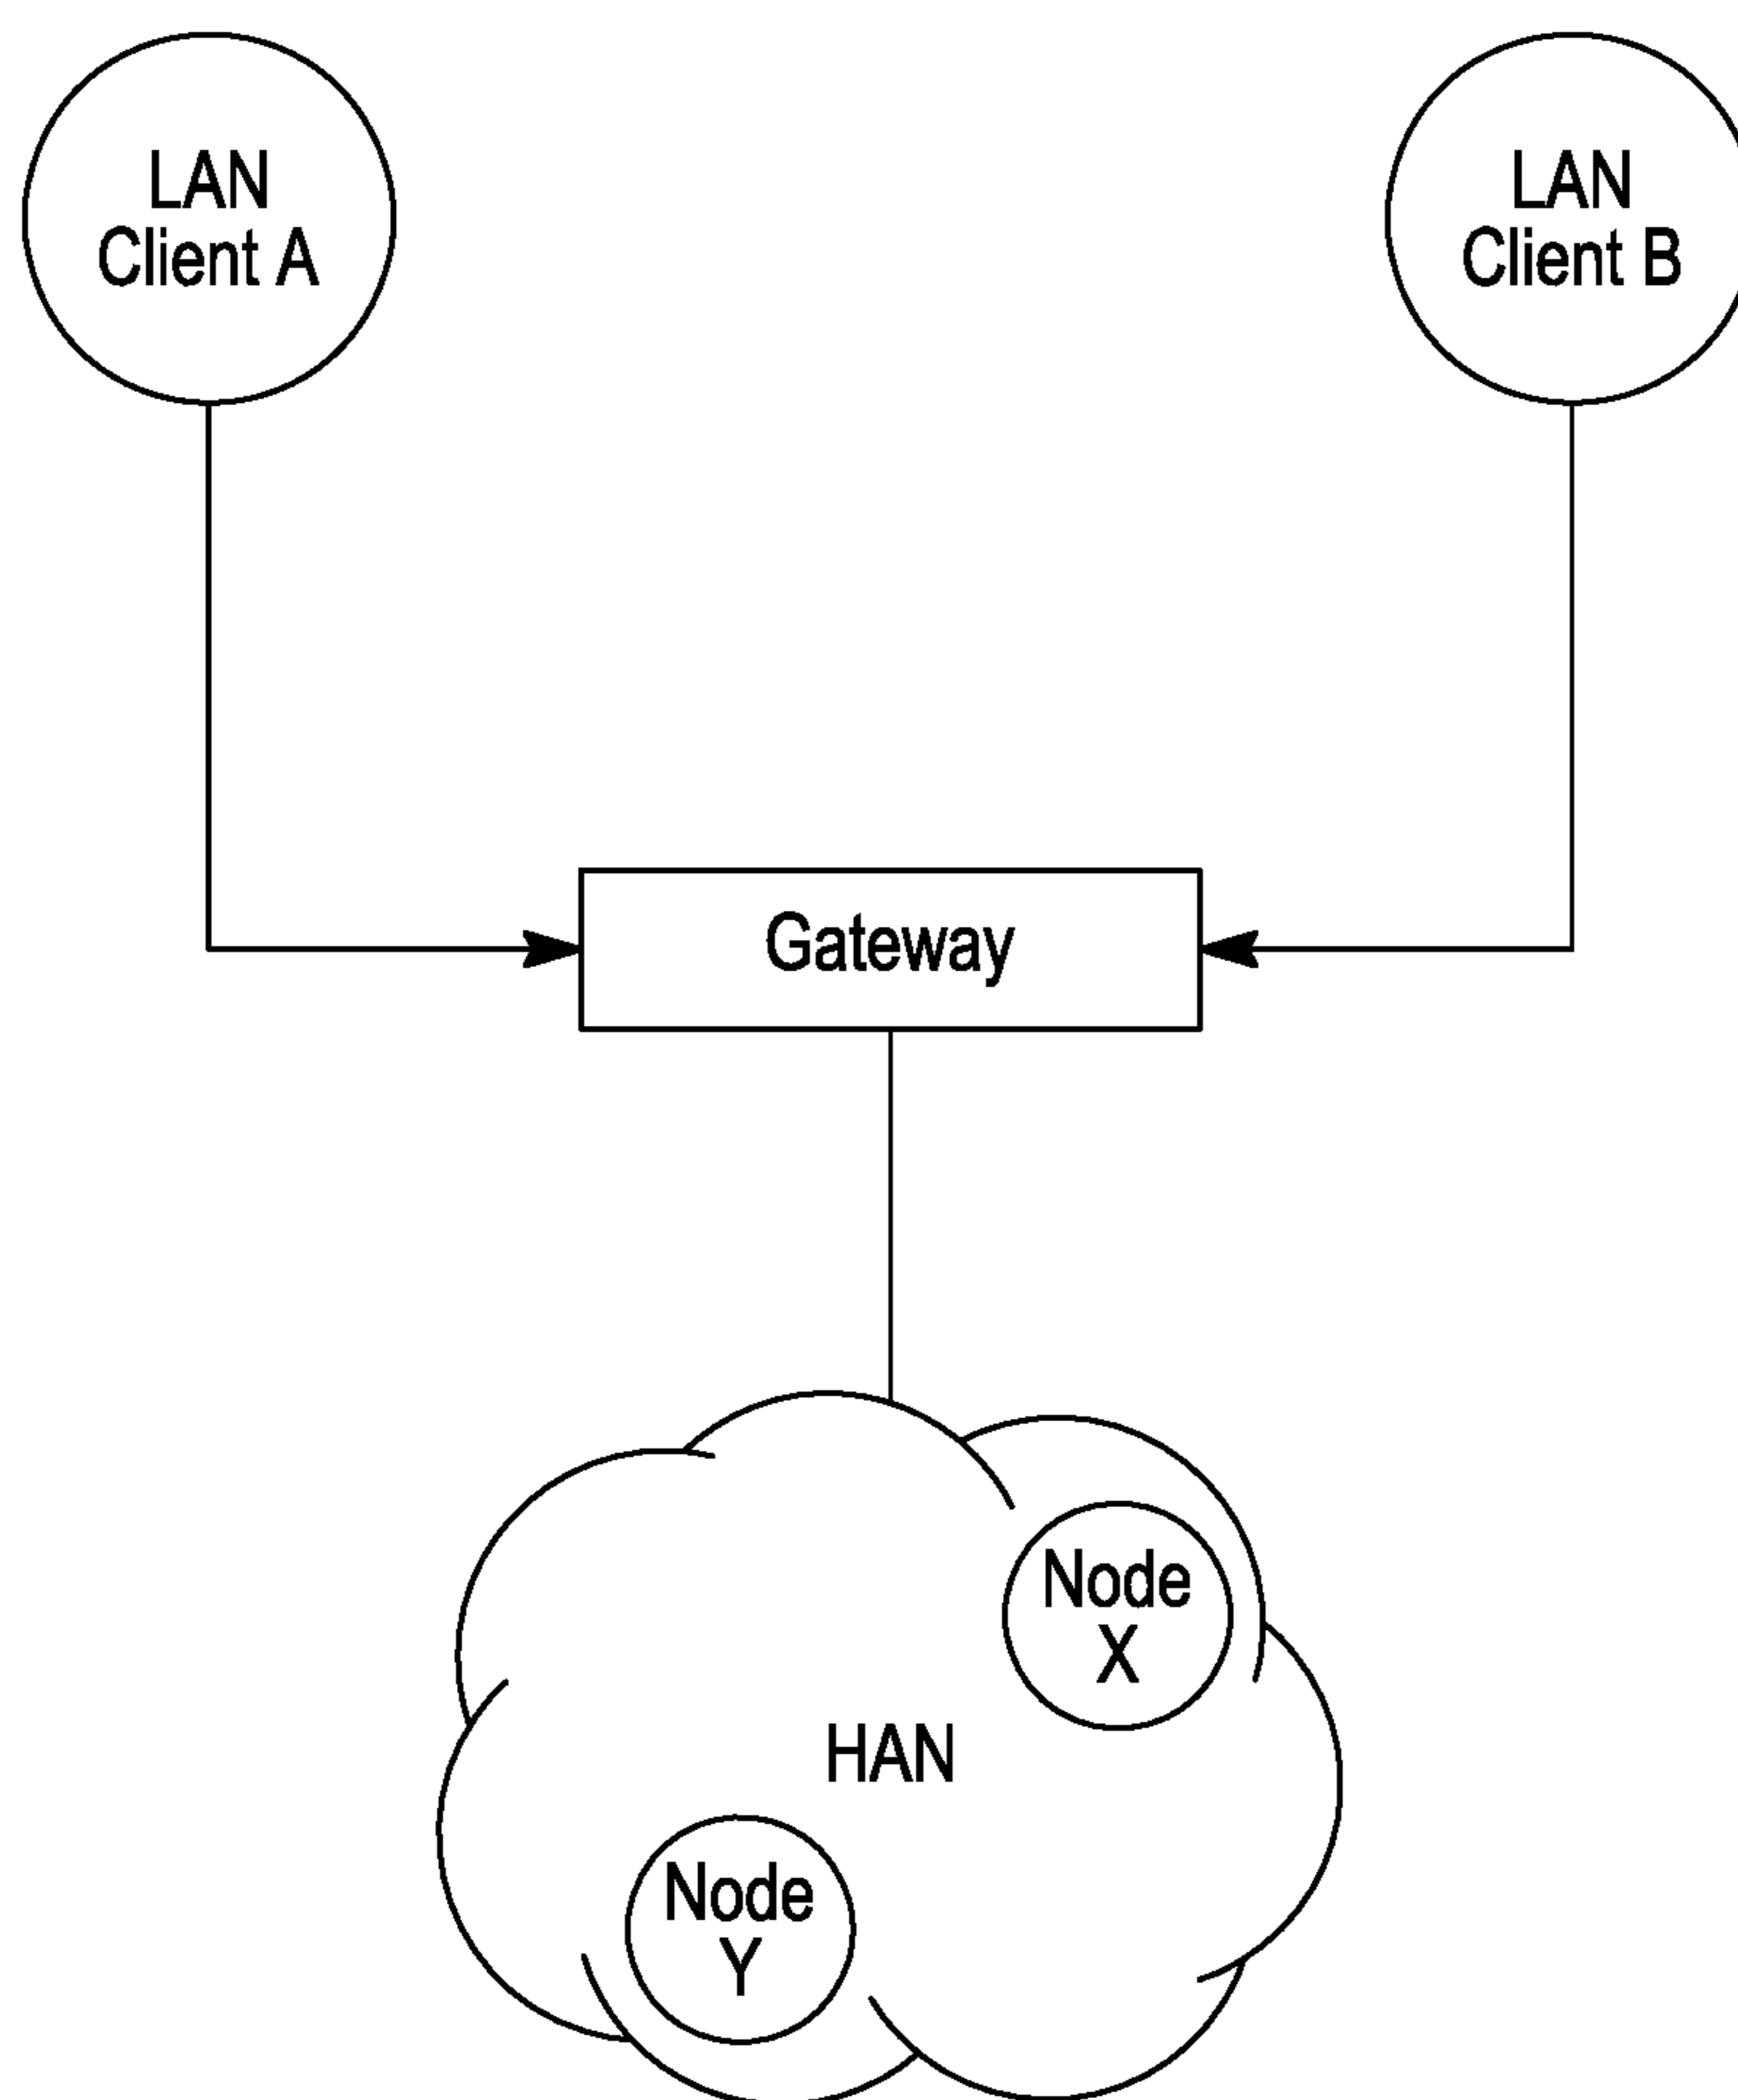 LAN
Client A
LAN
Client B
Gateway
Node
X
HAN
Node
Y